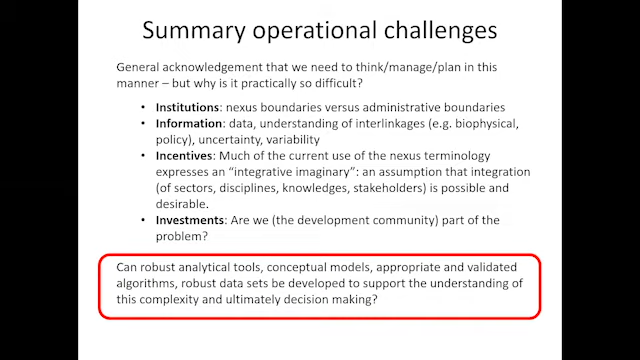 Summary operational challenges
General acknowledgement that we need to think/manage/plan in this
manner – but why is it practically so difficult?
• Institutions: nexus boundaries versus administrative boundaries
• Information: data, understanding of interlinkages (e.g. biophysical,
policy), uncertainty, variability
• Incentives: Much of the current use of the nexus terminology
expresses an “integrative imaginary”: an assumption that integration
(of sectors, disciplines, knowledges, stakeholders) is possible and
desirable.
• Investments: Are we (the development community) part of the
problem?
Can robust analytical tools, conceptual models, appropriate and validated
algorithms, robust data sets be developed to support the understanding of
this complexity and ultimately decision making?